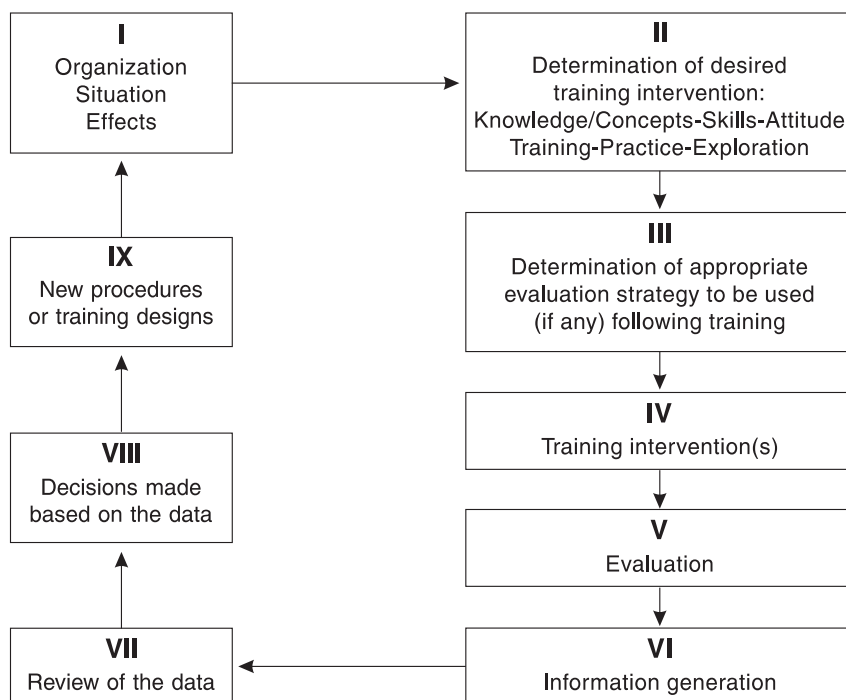 I
Organization
Situation
Effects
II
Determination of desired
training intervention:
Knowledge/Concepts-Skills-Attitude
Training-Practice-Exploration
III
Determination of appropriate
evaluation strategy to be used
(if any) following training
IV
Training intervention(s)
V
Evaluation
VI
Information generation
VII
Review of the data
VIII
Decisions made
based on the data
IX
New procedures
or training designs